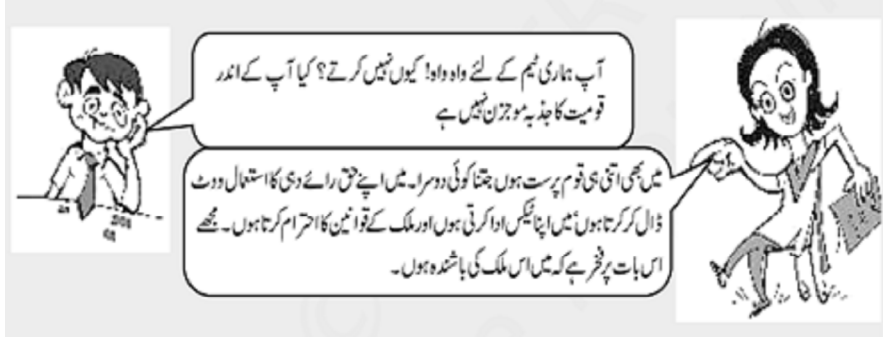 آپ ہماری ٹیم کے لئے واہ واہ! کیوں نہیں کرتے؟ کیا آپ کے اندر
قومیت کا جذبہ موجزن نہیں ہے
میں بھی اتنی ہی قوم پرست ہوں جتنا کوئی دوسرا۔ میں اپنے حق رائے دہی کا استعمال ووٹ
ڈال کر کرتا ہوں' میں اپنا ٹیکس ادا کرتی ہوں اور ملک کے قوانین کا احترام کرتا ہوں۔ مجھے
اس بات پر فخر ہے کہ میں اس ملک کی باشندہ ہوں۔